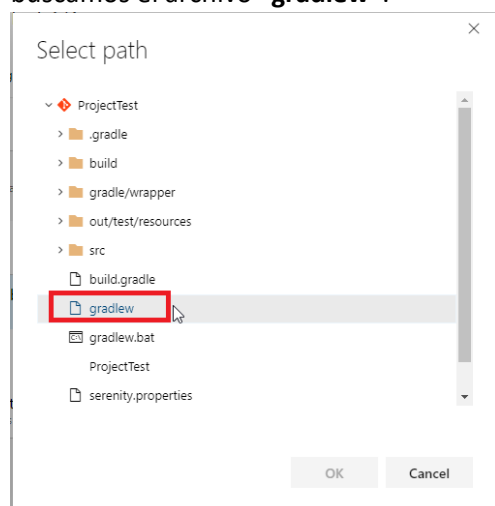 buscamos el archivo "gradlew".
Select path
ProjectTest
.gradle
build
gradle/wrapper
out/test/resources
src
build.gradle
gradlew
gradlew.bat
ProjectTest
serenity.properties
OK
Cancel